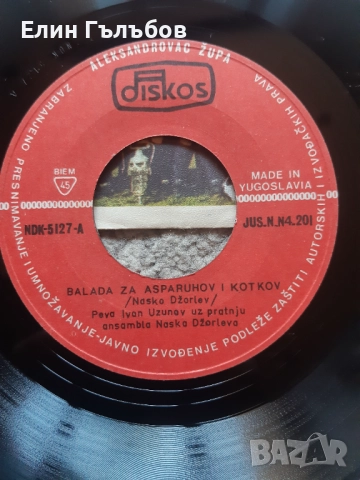 Елин Гълъбов
ALEKSANDROVAC ŽUPA
diskos
ZABRANJENO PRESNIMAVANJE I UMNOŽAVANJE-JAVNO IZVOĐENJE PODLEŽE ZAŠTITI AUTORSKIH I IZVOĐAČKIH PRAVA
BIEM
45
MADE IN
YUGOSLAVIA
NDK-5127-A
JUS.N.N4.201
BALADA ZA ASPARUHOV I KOTKOV
/Nasko Džorlev/
Peva Ivan Uzunov uz pratnju
ansambla Naska Džorleva
BAZAR